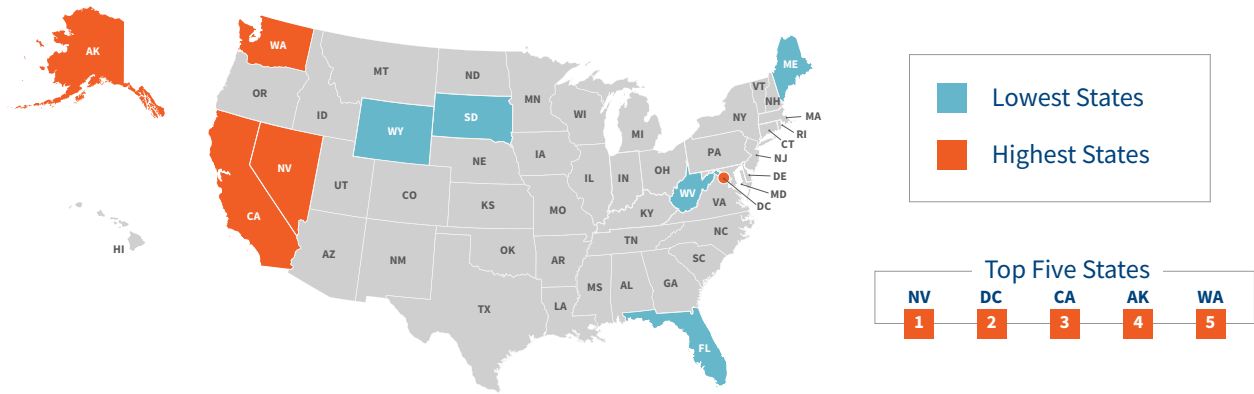 AK
WA
MT
ND
MN
ME
VT
NH
OR
ID
WY
SD
WI
MI
NY
MA
RI
CT
NJ
DE
MD
DC
NV
UT
CO
NE
IA
IL
IN
OH
PA
WV
VA
CA
KS
MO
KY
NC
AZ
NM
OK
AR
TN
SC
HI
TX
LA
MS
AL
GA
FL
Lowest States
Highest States
Top Five States
NV DC CA AK WA
1 2 3 4 5